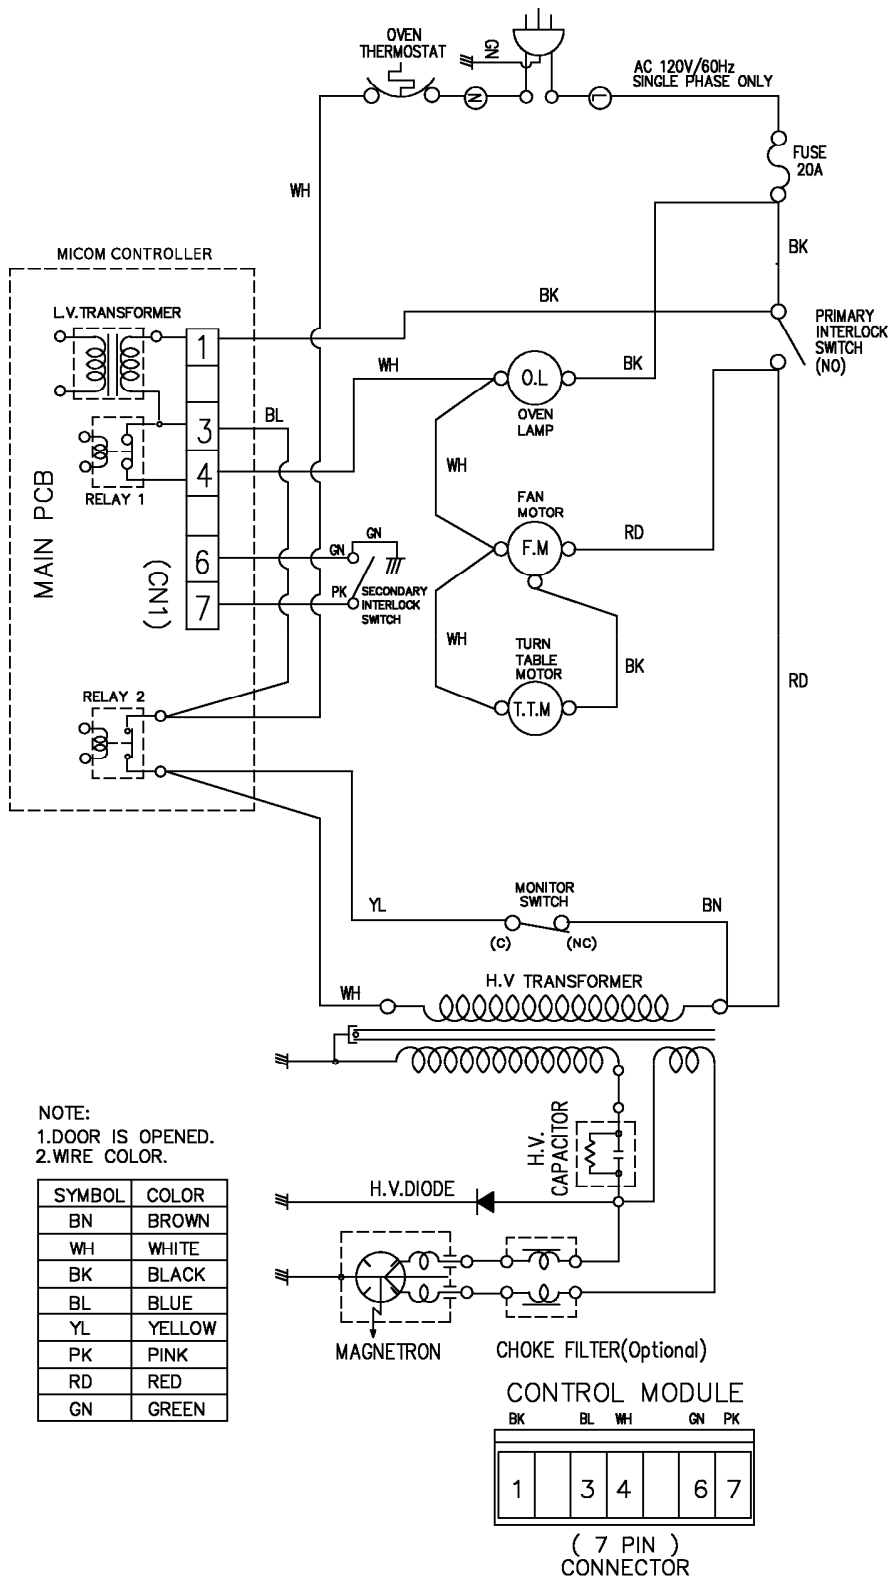 OVEN
THERMOSTAT
GN
AC 120V/60Hz
SINGLE PHASE ONLY
N
L
FUSE
20A
WH
BK
MICOM CONTROLLER
L.V.TRANSFORMER
BK
PRIMARY
INTERLOCK
SWITCH
(NO)
1
WH
O.L
BK
OVEN
LAMP
3
BL
4
RELAY 1
WH
FAN
MOTOR
F.M
RD
MAIN PCB
(CN1)
6
GN
GN
7
PK
SECONDARY
INTERLOCK
SWITCH
WH
TURN
TABLE
MOTOR
T.T.M
BK
RD
RELAY 2
YL
MONITOR
SWITCH
BN
(C)
(NC)
WH
H.V TRANSFORMER
H.V.
CAPACITOR
H.V.DIODE
MAGNETRON
CHOKE FILTER(Optional)
NOTE:
1.DOOR IS OPENED.
2.WIRE COLOR.
SYMBOL COLOR
BN BROWN
WH WHITE
BK BLACK
BL BLUE
YL YELLOW
PK PINK
RD RED
GN GREEN
CONTROL MODULE
BK BL WH GN PK
1 3 4 6 7
( 7 PIN )
CONNECTOR